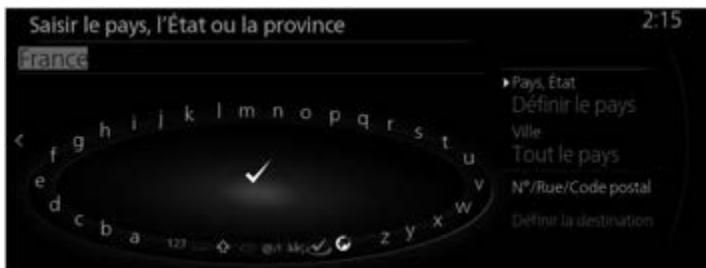 Saisir le pays, l'État ou la province
2:15
France
Pays, État
Définir le pays
Ville
Tout le pays
N°/Rue/Code postal
Définir la destination
a b c d e f g h i j k l m n o p q r s t u v w x y z
123